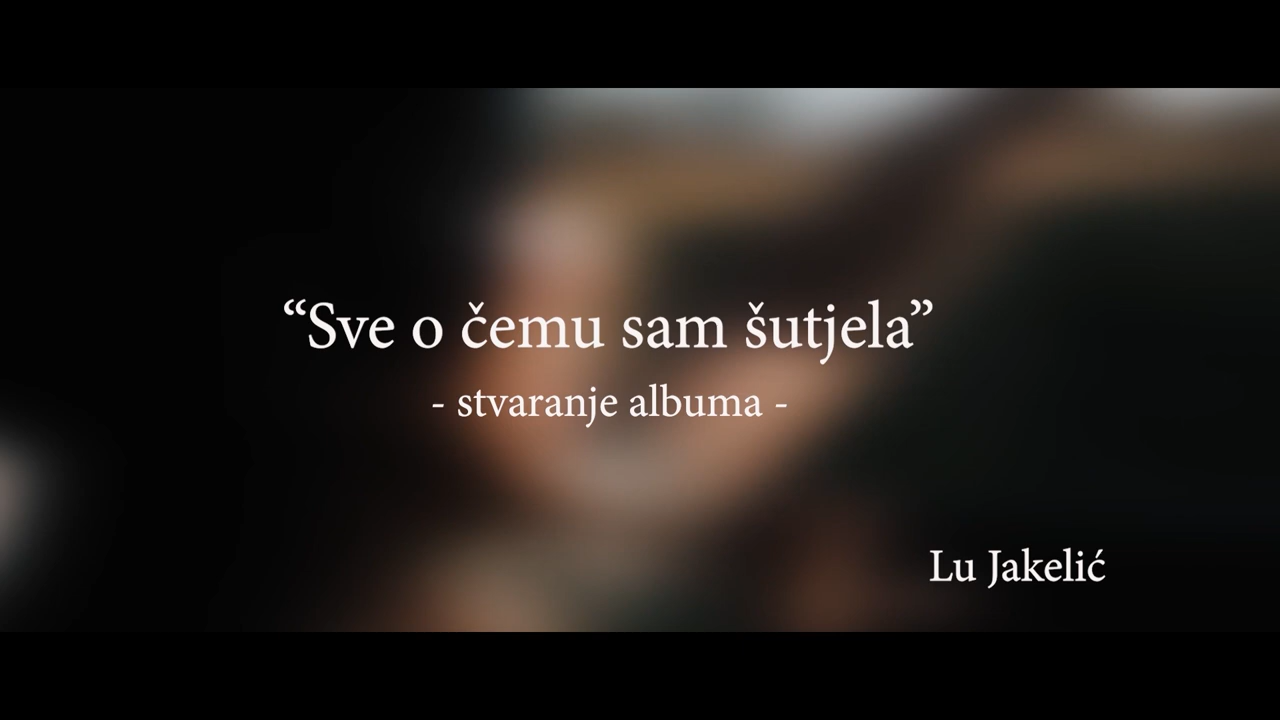 “Sve o čemu sam šutjela”
- stvaranje albuma -
Lu Jakelić